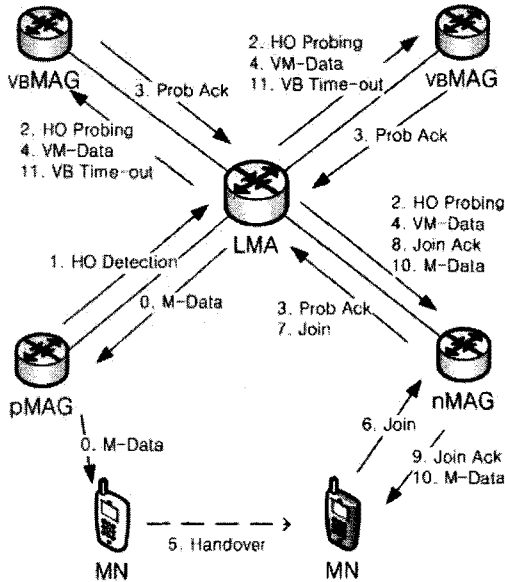 VBMAG
3. Prob Ack
2. HO Probing
4. VM-Data
11. VB Time-out
2. HO Probing
4. VM-Data
11. VB Time-out
VBMAG
3. Prob Ack
LMA
2. HO Probing
4. VM-Data
8. Join Ack
10. M-Data
1. HO Detection
0. M-Data
3. Prob Ack
7. Join
pMAG
nMAG
0. M-Data
6. Join
9. Join Ack
10. M-Data
5. Handover
MN
MN